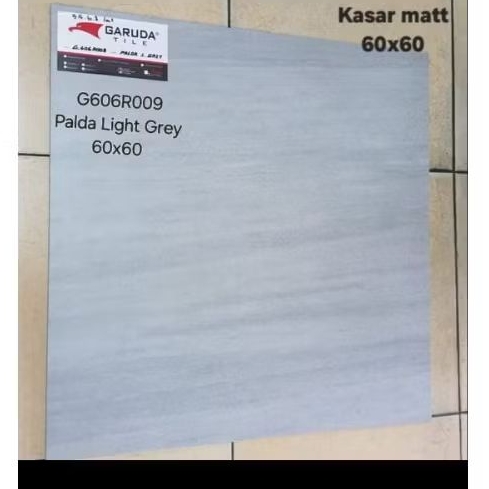 Kasar matt
60x60
GARUDA
TILE
G606R009
Palda Light Grey
60x60